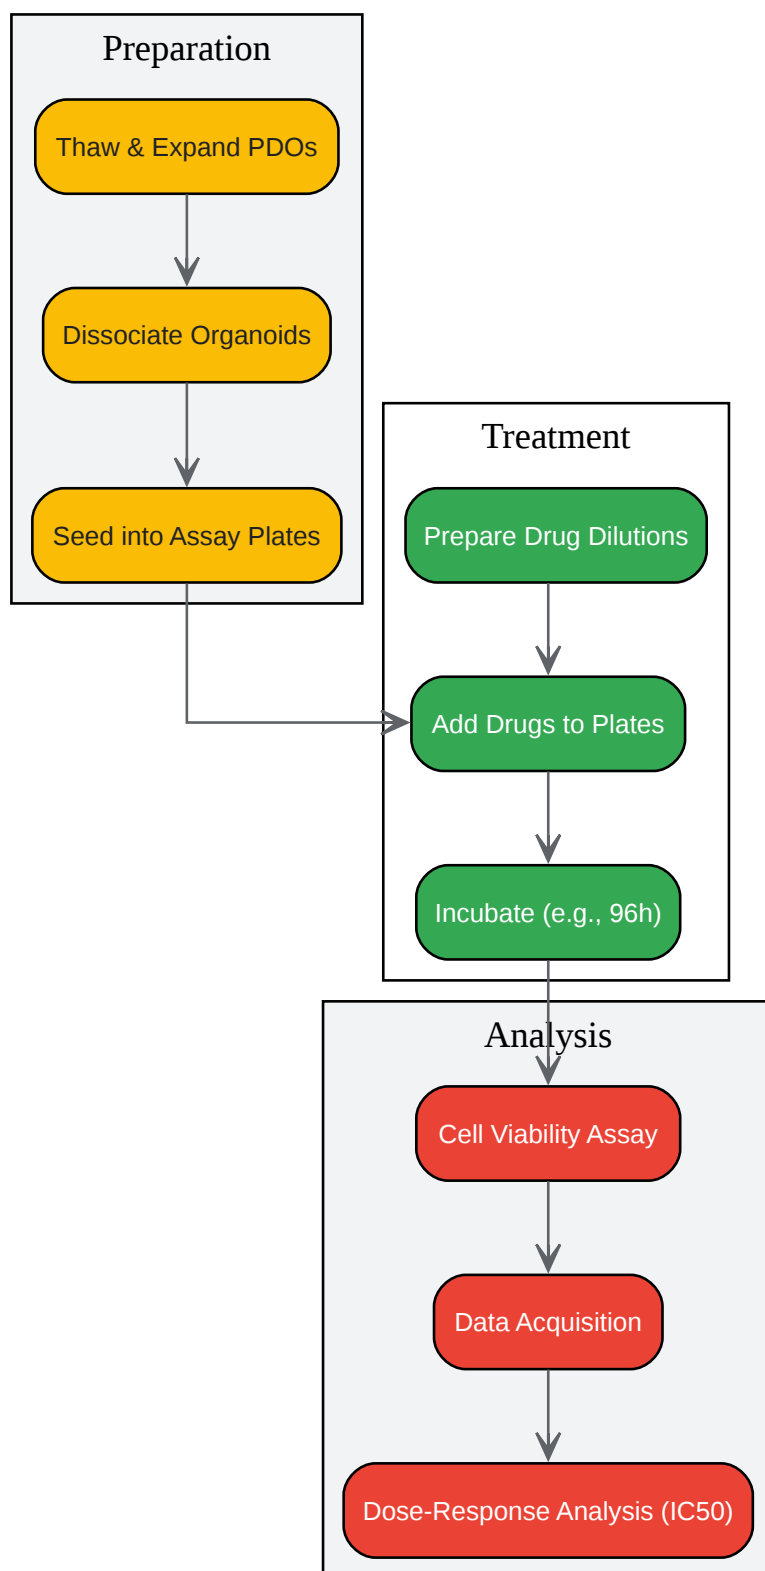 Preparation
Thaw & Expand PDOs
Dissociate Organoids
Seed into Assay Plates
Treatment
Prepare Drug Dilutions
Add Drugs to Plates
Incubate (e.g., 96h)
Analysis
Cell Viability Assay
Data Acquisition
Dose-Response Analysis (IC50)